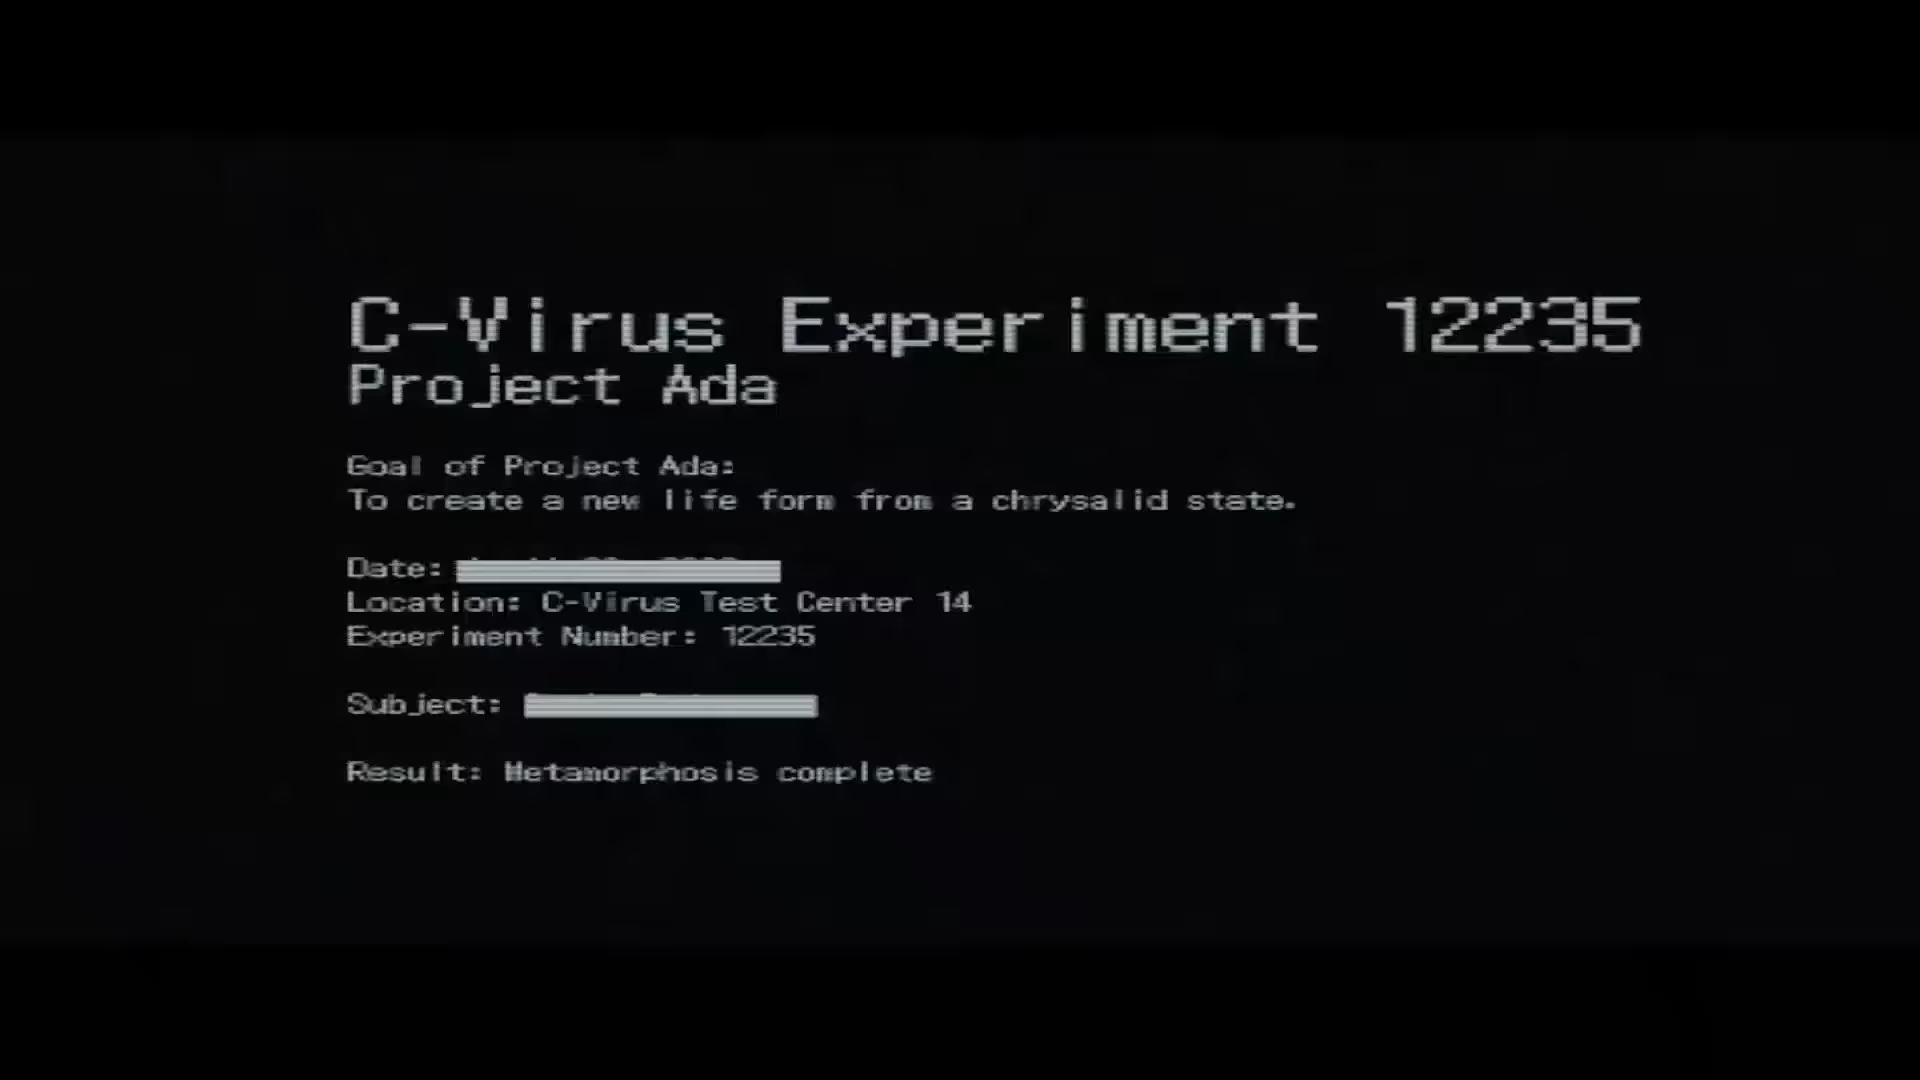 C-Virus Experiment 12235
Project Ada
Goal of Project Ada:
To create a new life form from a chrysalid state.
Date:
Location: C-Virus Test Center 14
Experiment Number: 12235
Subject:
Result: Metamorphosis complete